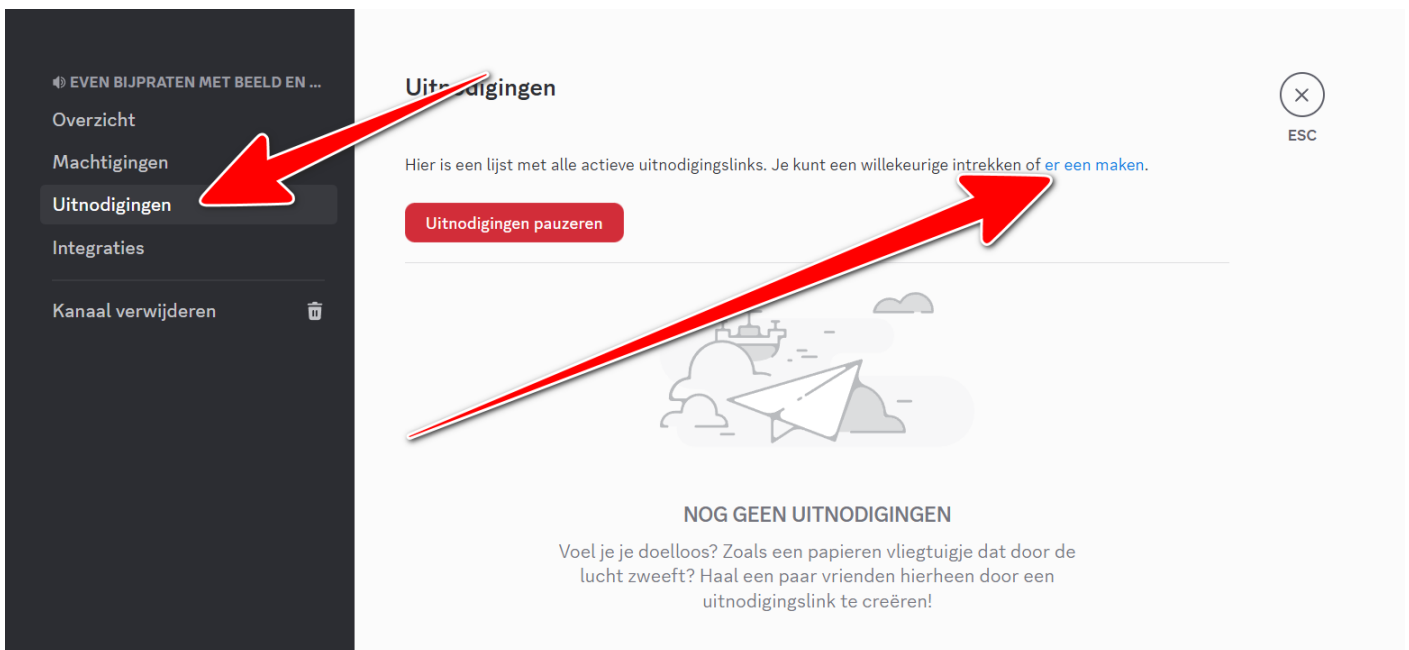 EVEN BIJPRATEN MET BEELD EN ...
Overzicht
Machtigingen
Uitnodigingen
Integraties
Kanaal verwijderen
Uitnodigingen
Hier is een lijst met alle actieve uitnodigingslinks. Je kunt een willekeurige intrekken of er een maken.
Uitnodigingen pauzeren
ESC
NOG GEEN UITNODIGINGEN
Voel je je doelloos? Zoals een papieren vliegtuigje dat door de
lucht zweeft? Haal een paar vrienden hierheen door een
uitnodigingslink te creëren!